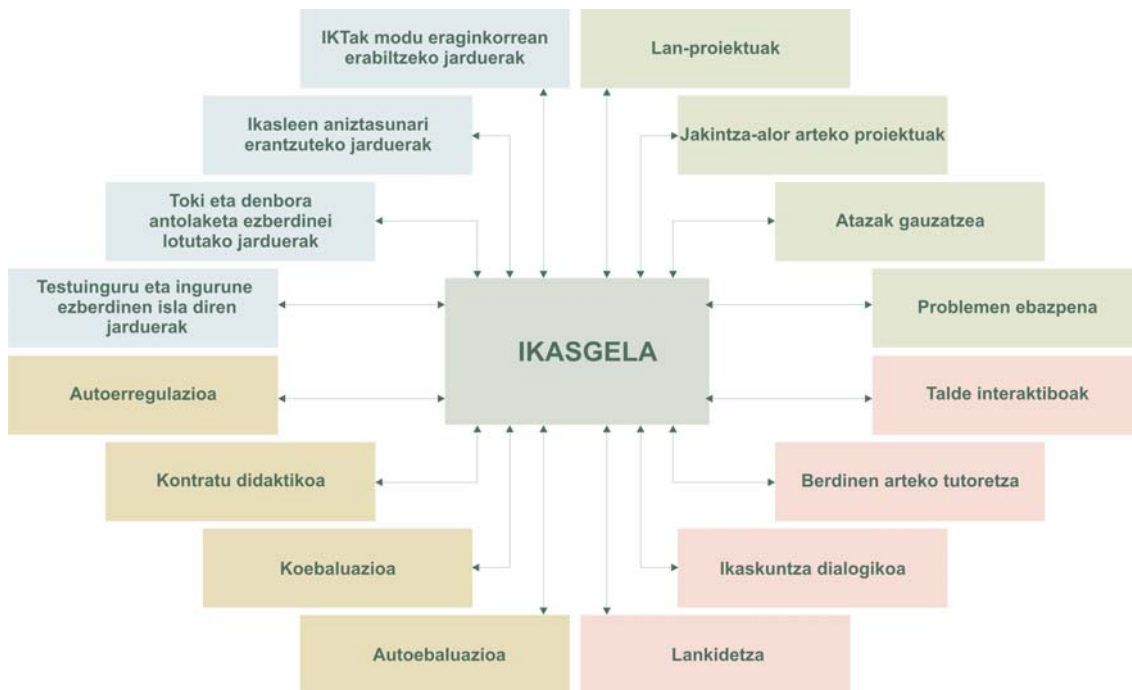 IKTak modu eraginkorrean
erabiltzeko jarduerak
Lan-proiektuak
Ikasleen aniztasunari
erantzuteko jarduerak
Jakintza-alor arteko proiektuak
Toki eta denbora
antolaketa ezberdinei
lotutako jarduerak
Atazak gauzatzea
Testuinguru eta ingurune
ezberdinen isla diren
jarduerak
Problemen ebazpena
IKASGELA
Autoerregulazioa
Talde interaktiboak
Kontratu didaktikoa
Berdinen arteko tutoretza
Koebaluazioa
Ikaskuntza dialogikoa
Autoebaluazioa
Lankidetza